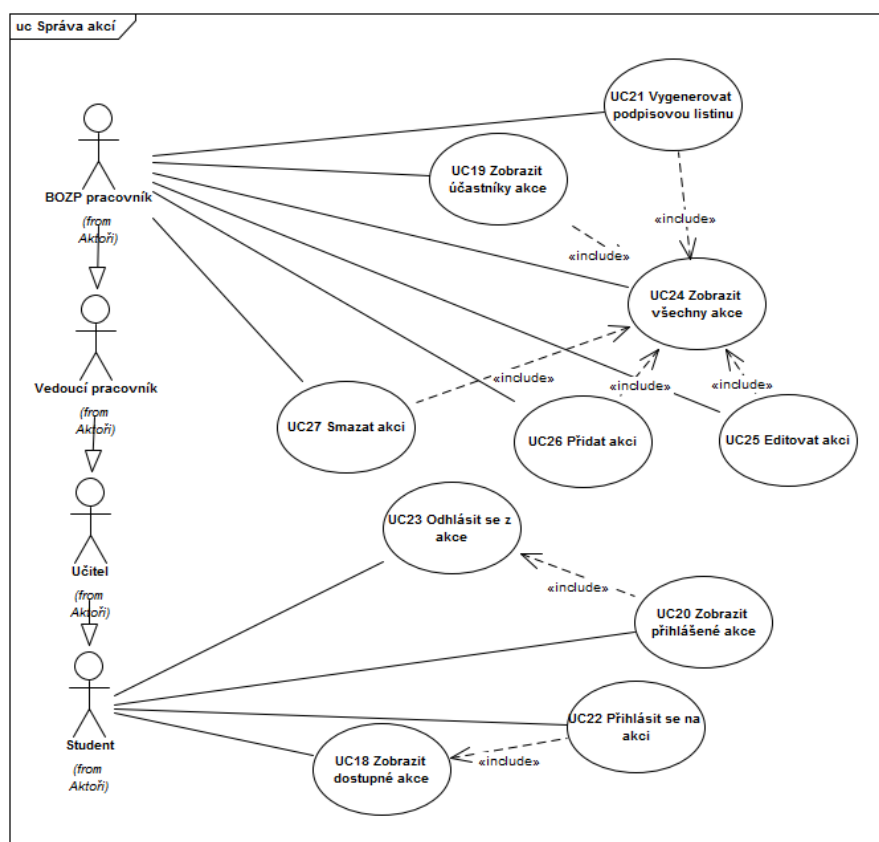 uc Správa akcí
UC21 Vygenerovat
podpisovou listinu
UC19 Zobrazit
účastníky akce
BOZP pracovník
(from
Aktoři)
«include»
«include»
UC24 Zobrazit
všechny akce
Vedoucí pracovník
(from
Aktoři)
«include»
«include»
«include»
UC27 Smazat akci
UC26 Přidat akci
UC25 Editovat akci
UC23 Odhlásit se z
akce
Učitel
(from
Aktoři)
«include»
UC20 Zobrazit
přihlášené akce
UC22 Přihlásit se na
akci
Student
(from
Aktoři)
UC18 Zobrazit
dostupné akce
«include»